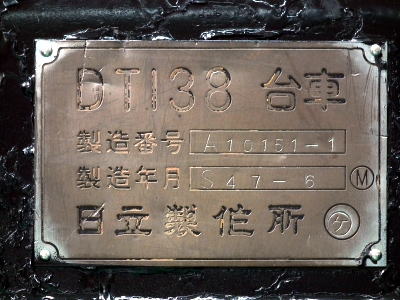 DT138 台車
製造番号 A10151-1
製造年月 S47-6 Ⓜ
日立製作所 ㋘